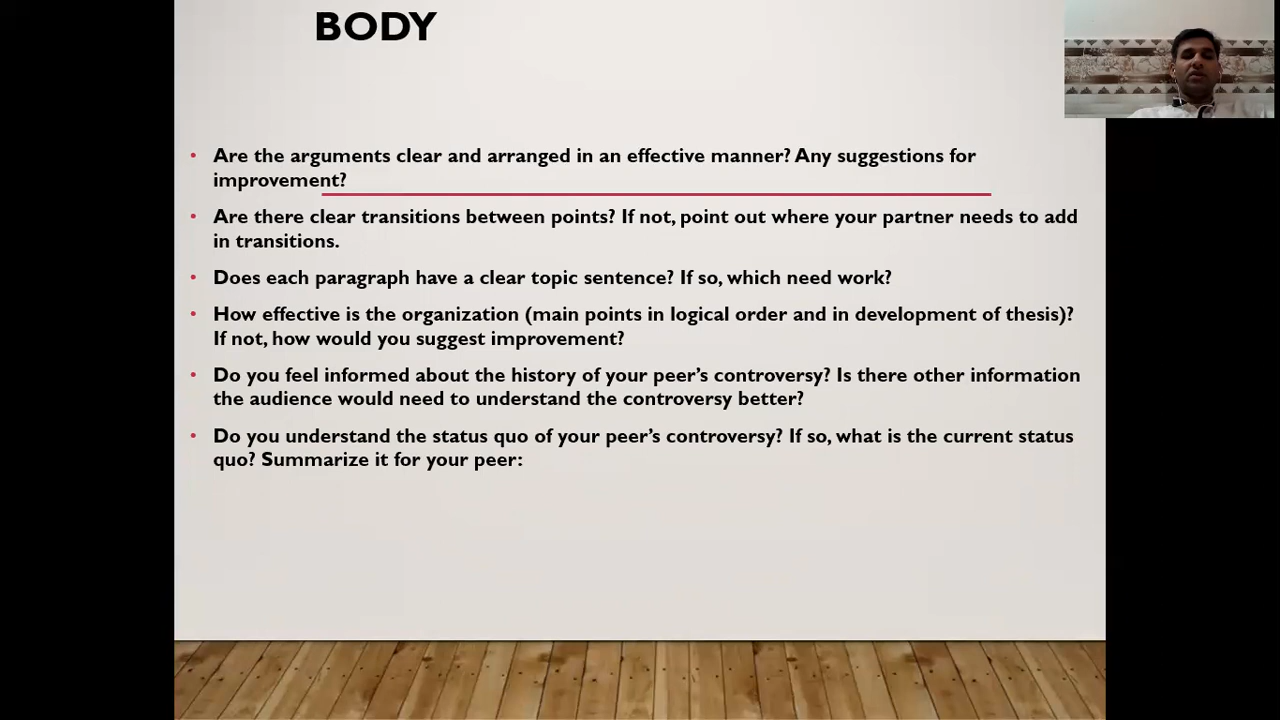 BODY
• Are the arguments clear and arranged in an effective manner? Any suggestions for
improvement?
• Are there clear transitions between points? If not, point out where your partner needs to add
in transitions.
• Does each paragraph have a clear topic sentence? If so, which need work?
• How effective is the organization (main points in logical order and in development of thesis)?
If not, how would you suggest improvement?
• Do you feel informed about the history of your peer’s controversy? Is there other information
the audience would need to understand the controversy better?
• Do you understand the status quo of your peer’s controversy? If so, what is the current status
quo? Summarize it for your peer: